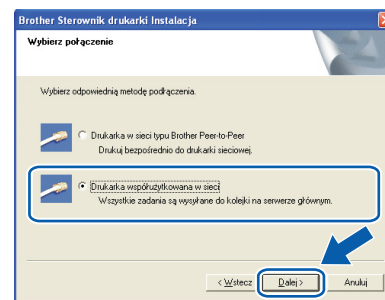 Brother Sterownik drukarki Instalacja
Wybierz połączenie
Wybierz odpowiednią metodę podłączenia.
Drukarka w sieci typu Brother Peer-to-Peer
Drukuj bezpośrednio do drukarki sieciowej.
Drukarka współużytkowana w sieci
Wszystkie zadania są wysyłane do kolejki na serwerze głównym.
< Wstecz Dalej > Anuluj